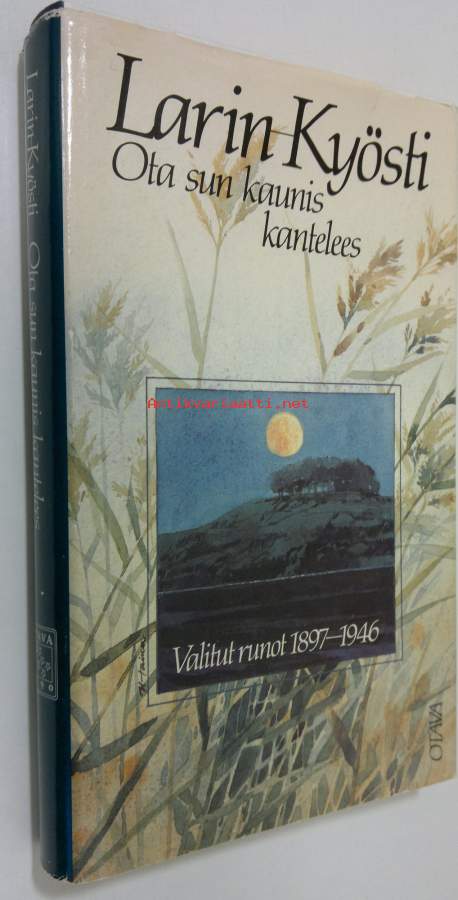 Larin-Kyösti
Ota sun kaunis
kantelees
Antikvariaatti.net
Valitut runot 1897–1946
OTAVA
Larin-Kyösti Ota sun kaunis kantelees